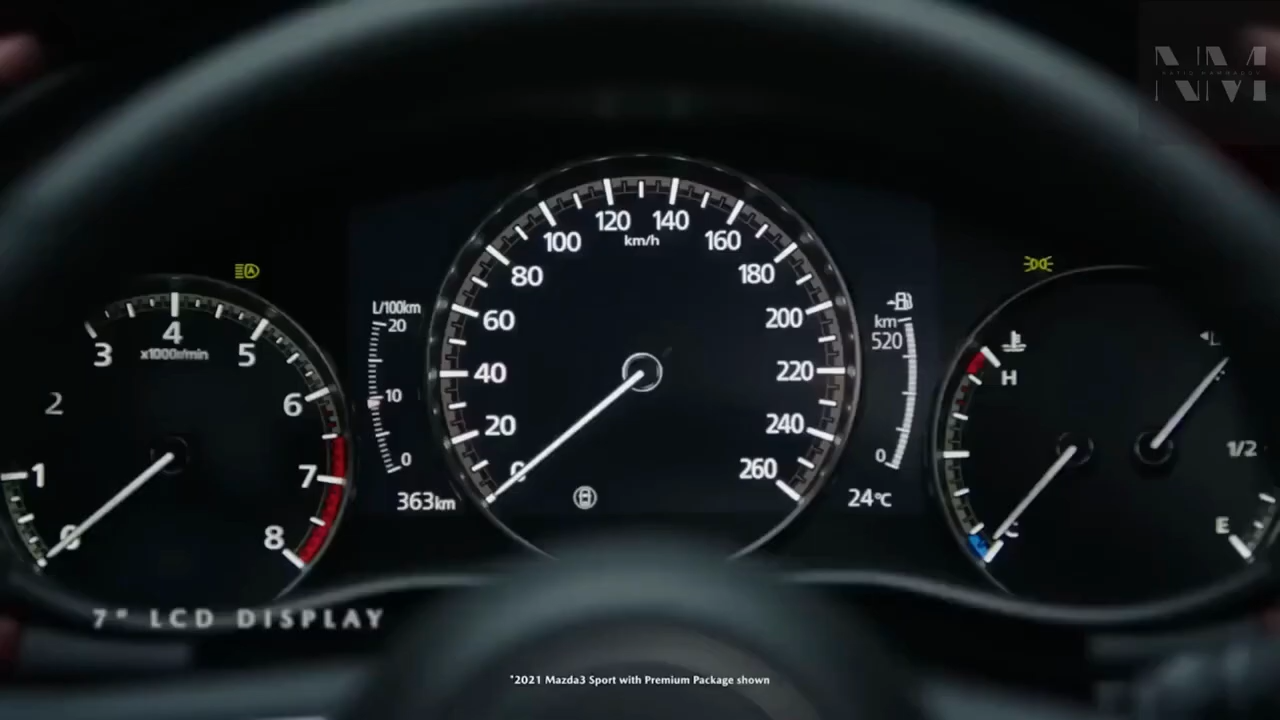 NM
3
4
x1000r/min
5
2
6
1
7
0
8
L/100km
20
10
0
363km
0
20
40
60
80
100
120
140
km/h
160
180
200
220
240
260
km
520
0
24℃
H
C
1/2
E
7" LCD DISPLAY
*2021 Mazda3 Sport with Premium Package shown